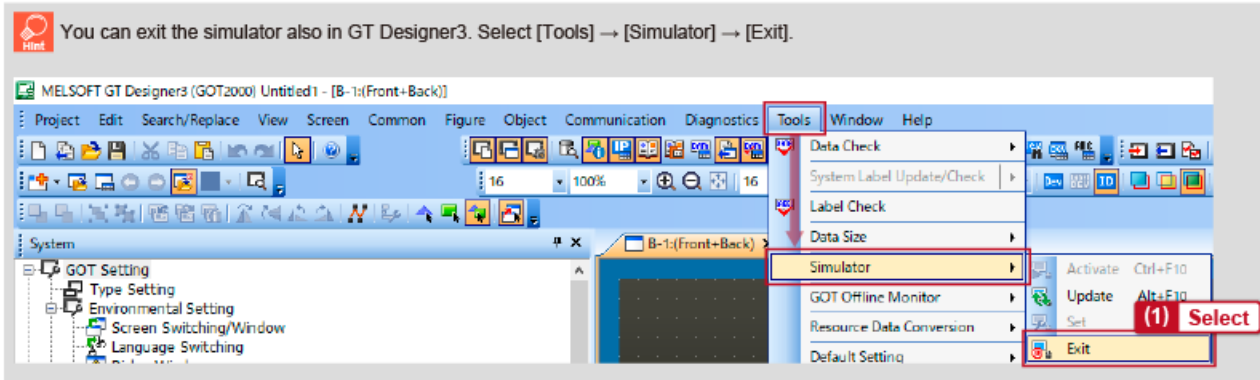 Hint
You can exit the simulator also in GT Designer3. Select [Tools] → [Simulator] → [Exit].
MELSOFT GT Designer3 (GOT2000) Untitled1 - [B-1:(Front+Back)]
Project Edit Search/Replace View Screen Common Figure Object Communication Diagnostics Tools Window Help
16 100% 16
Data Check
System Label Update/Check
Label Check
Data Size
Simulator
GOT Offline Monitor
Resource Data Conversion
Default Setting
Activate Ctrl+F10
Update Alt+F10
Set
Exit
(1) Select
Dev
ID
System
B-1:(Front+Back)
GOT Setting
Type Setting
Environmental Setting
Screen Switching/Window
Language Switching